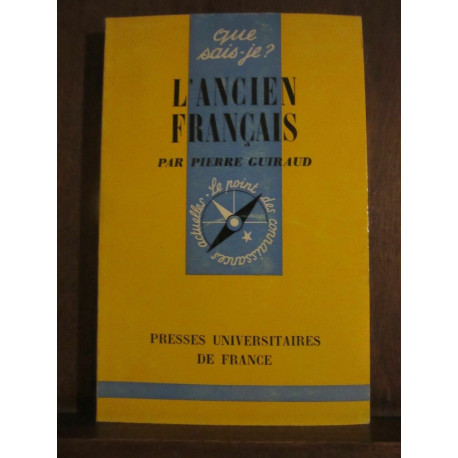 que
sais-je?
L'ANCIEN
FRANÇAIS
PAR PIERRE GUIRAUD
Le point des connaissances actuelles.
PRESSES UNIVERSITAIRES
DE FRANCE